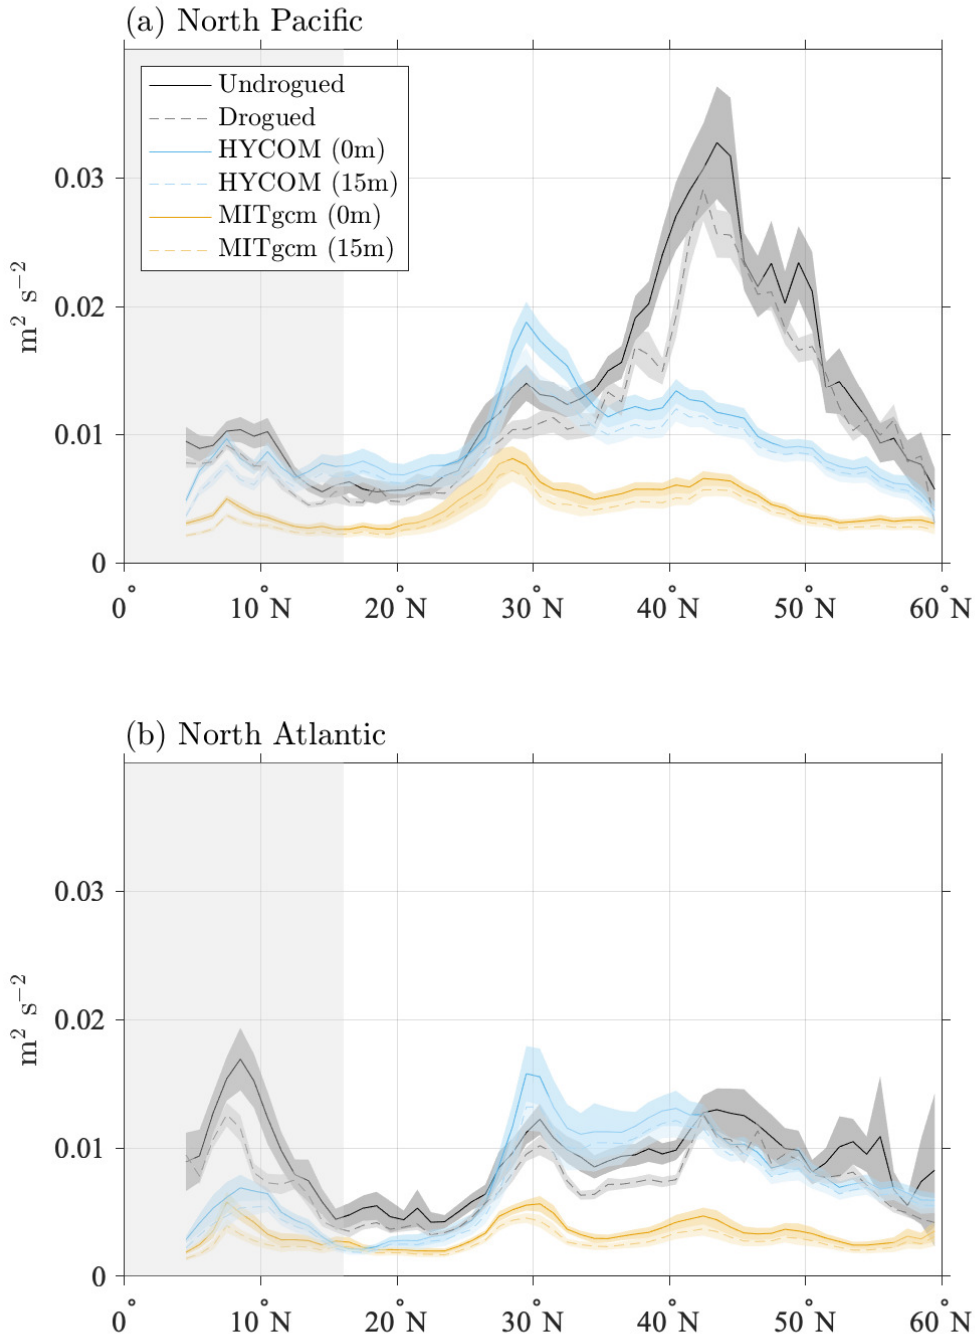 (a) North Pacific
Undrogued
Drogued
HYCOM (0m)
HYCOM (15m)
MITgcm (0m)
MITgcm (15m)
m² s⁻²
0.03
0.02
0.01
0
0° 10°N 20°N 30°N 40°N 50°N 60°N
(b) North Atlantic
m² s⁻²
0.03
0.02
0.01
0
0° 10°N 20°N 30°N 40°N 50°N 60°N